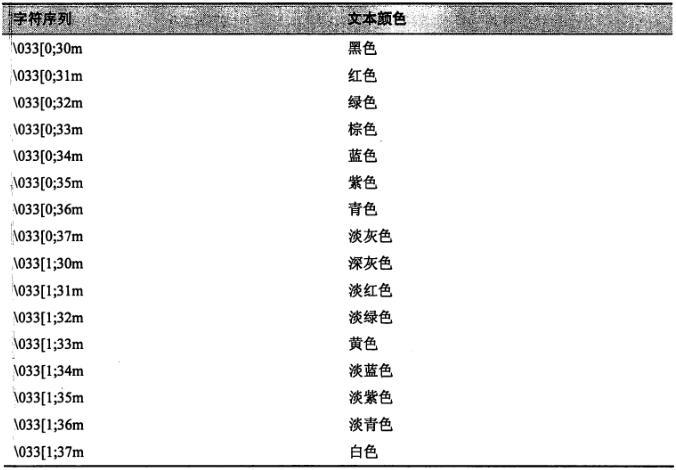 字符序列 文本颜色
\033[0;30m 黑色
\033[0;31m 红色
\033[0;32m 绿色
\033[0;33m 棕色
\033[0;34m 蓝色
\033[0;35m 紫色
\033[0;36m 青色
\033[0;37m 淡灰色
\033[1;30m 深灰色
\033[1;31m 淡红色
\033[1;32m 淡绿色
\033[1;33m 黄色
\033[1;34m 淡蓝色
\033[1;35m 淡紫色
\033[1;36m 淡青色
\033[1;37m 白色